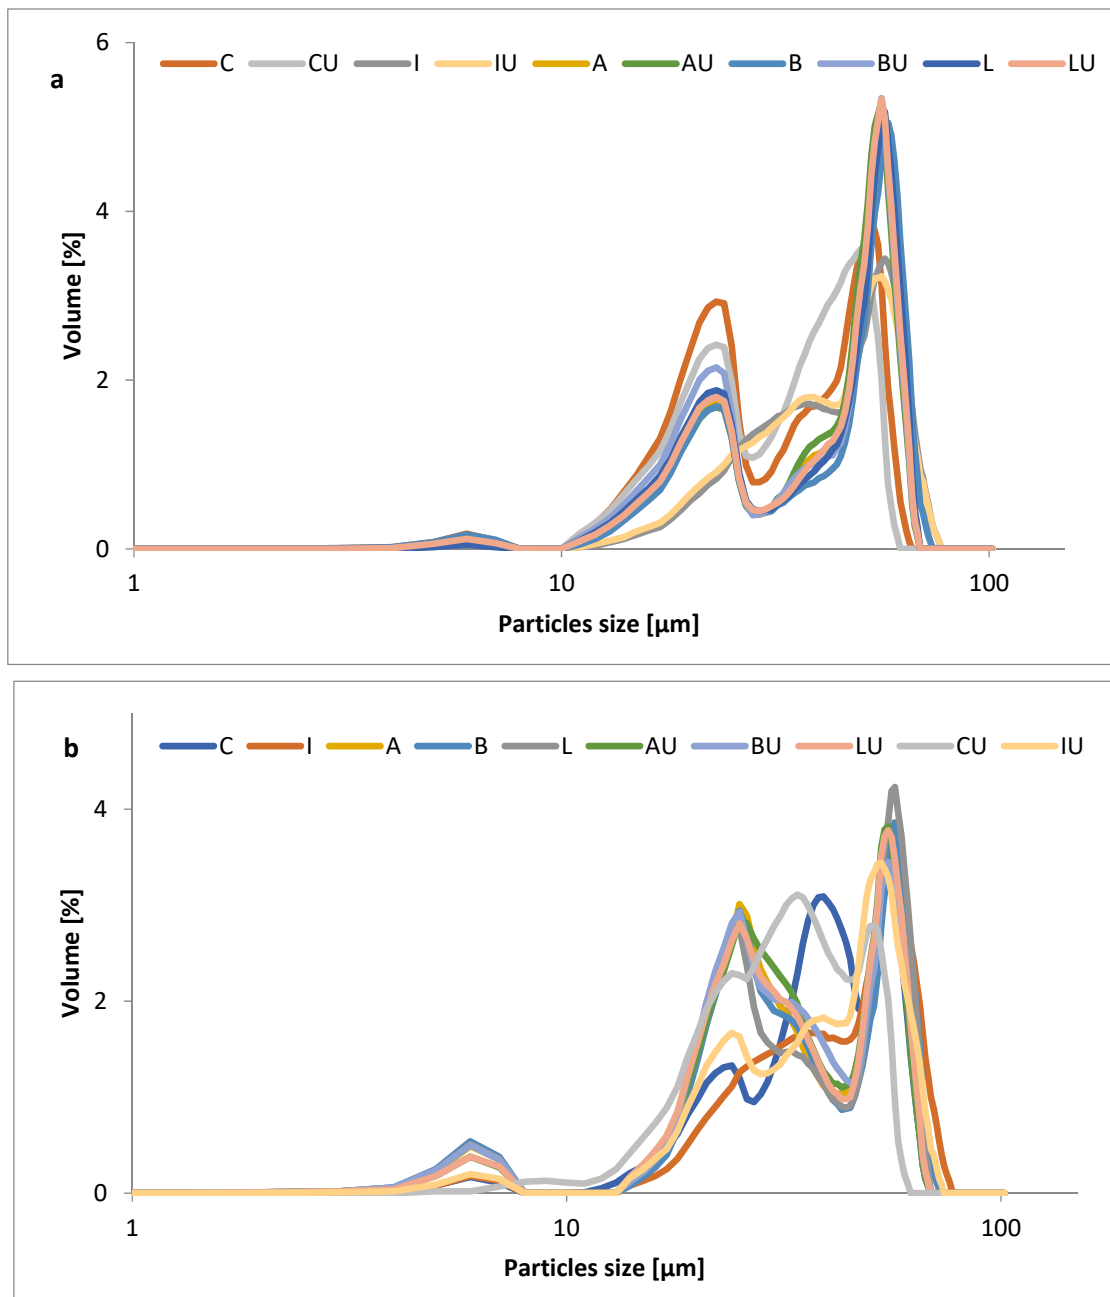 a
C CU I IU A AU B BU L LU
6
4
2
0
Volume [%]
1 10 100
Particles size [µm]
b
C I A B L AU BU LU CU IU
4
2
0
Volume [%]
1 10 100
Particles size [µm]